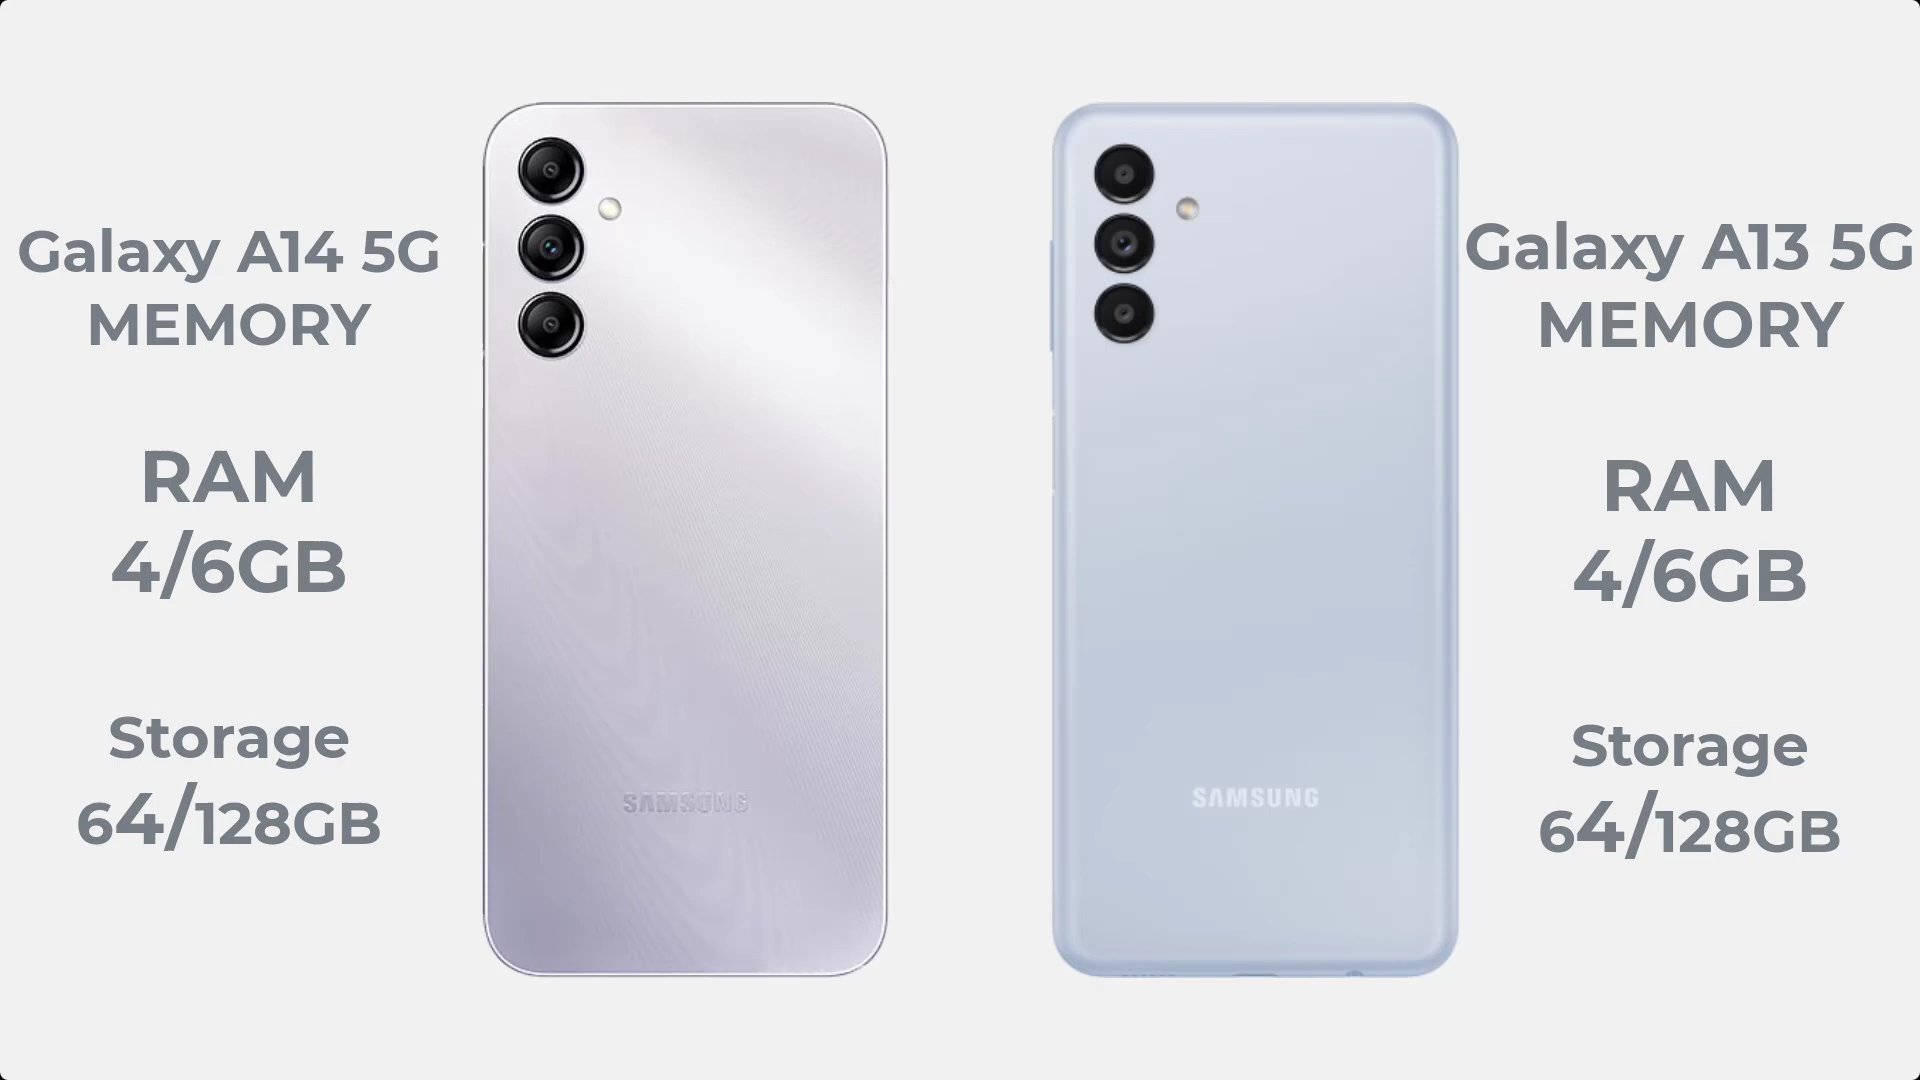 Galaxy A14 5G
MEMORY
RAM
4/6GB
Storage
64/128GB
SAMSUNG
SAMSUNG
Galaxy A13 5G
MEMORY
RAM
4/6GB
Storage
64/128GB